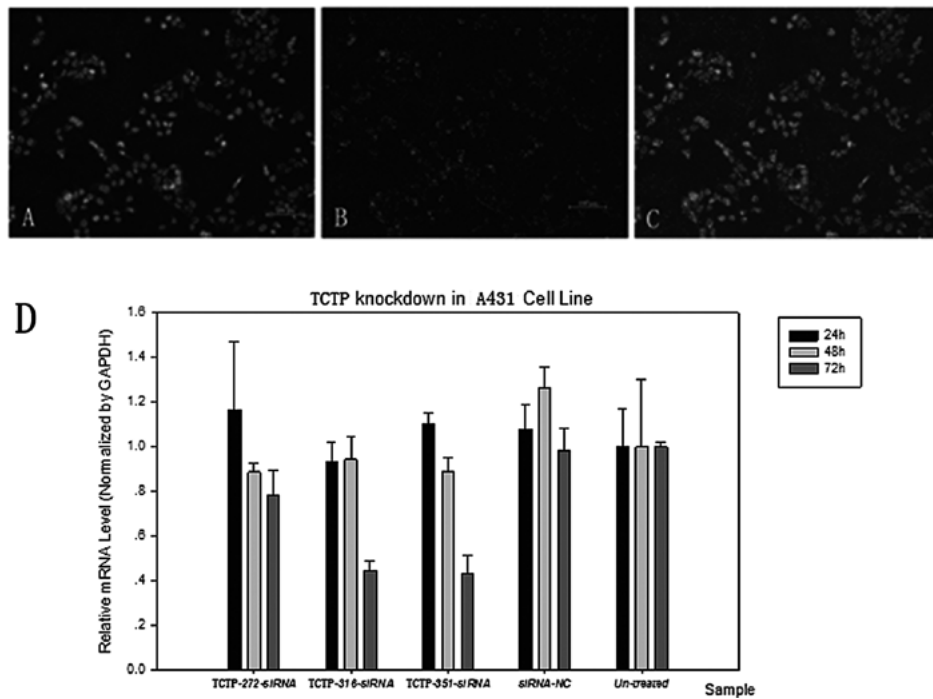 A
B
C
D
TCTP knockdown in A431 Cell Line
Relative mRNA Level (Normalized by GAPDH)
1.6
1.4
1.2
1.0
.8
.6
.4
.2
0.0
24h
48h
72h
TCTP-272-siRNA
TCTP-316-siRNA
TCTP-351-siRNA
siRNA-NC
Un-treated
Sample